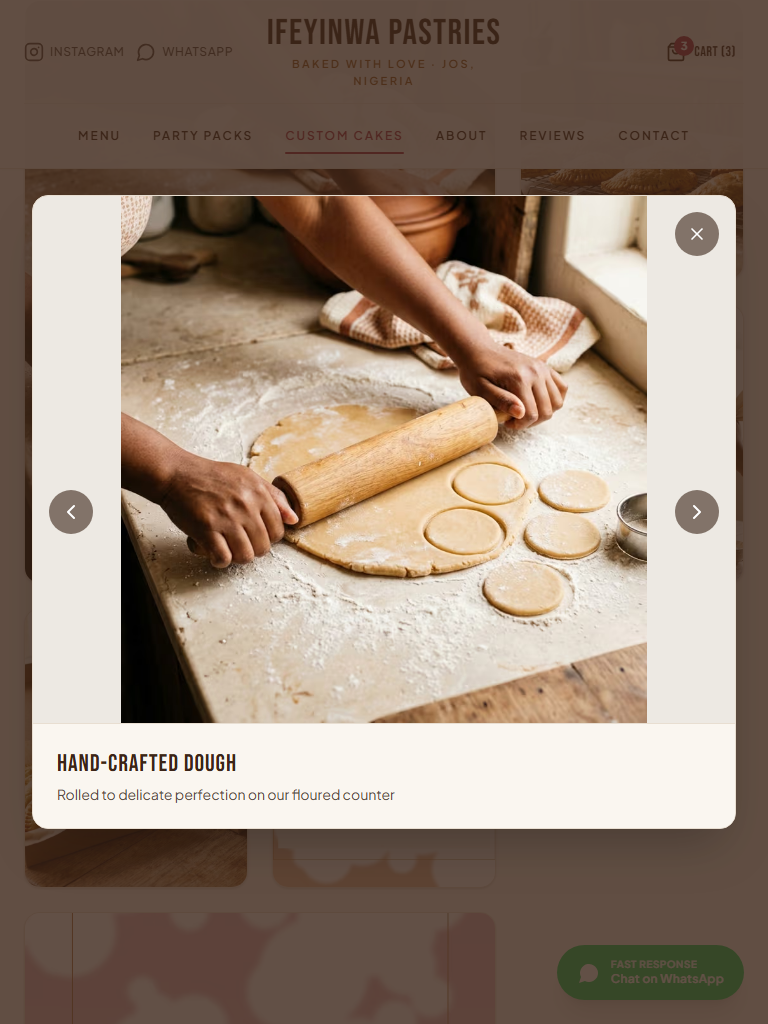 INSTAGRAM
WHATSAPP
IFEYINWA PASTRIES
BAKED WITH LOVE · JOS,
NIGERIA
3
CART (3)
MENU
PARTY PACKS
CUSTOM CAKES
ABOUT
REVIEWS
CONTACT
HAND-CRAFTED DOUGH
Rolled to delicate perfection on our floured counter
FAST RESPONSE
Chat on WhatsApp